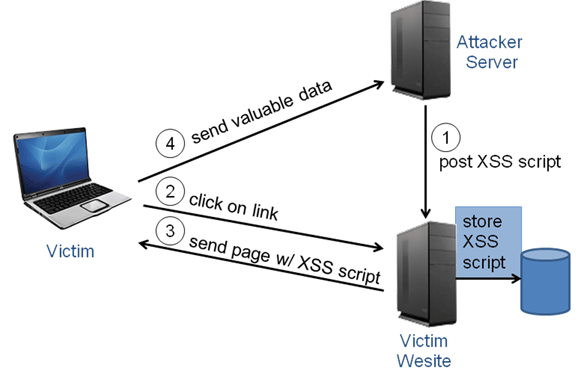 Attacker
Server
4 send valuable data
1
post XSS script
2 click on link
3 send page w/ XSS script
store
XSS
script
Victim
Victim
Wesite